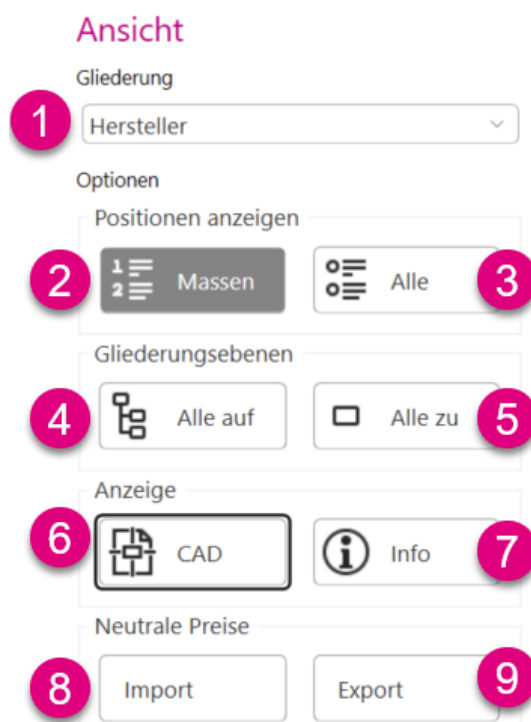 Ansicht
Gliederung
1 Hersteller
Optionen
Positionen anzeigen
2 Massen Alle 3
Gliederungsebenen
4 Alle auf Alle zu 5
Anzeige
6 CAD Info 7
Neutrale Preise
8 Import Export 9